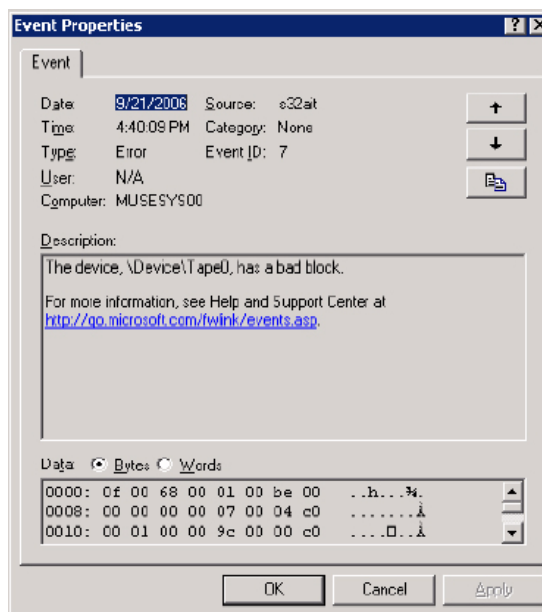 Event Properties
Event
Date: 9/21/2006 Source: s32ait
Time: 4:40:09 PM Category: None
Type: Error Event ID: 7
User: N/A
Computer: MUSESYS00
Description:
The device, \Device\Tape0, has a bad block.
For more information, see Help and Support Center at
http://go.microsoft.com/fwlink/events.asp.
Data: Bytes Words
0000: 0f 00 68 00 01 00 be 00 ..h...¾.
0008: 00 00 00 00 07 00 04 c0 .......À
0010: 00 01 00 00 9c 00 00 c0 ....□..À
OK Cancel Apply